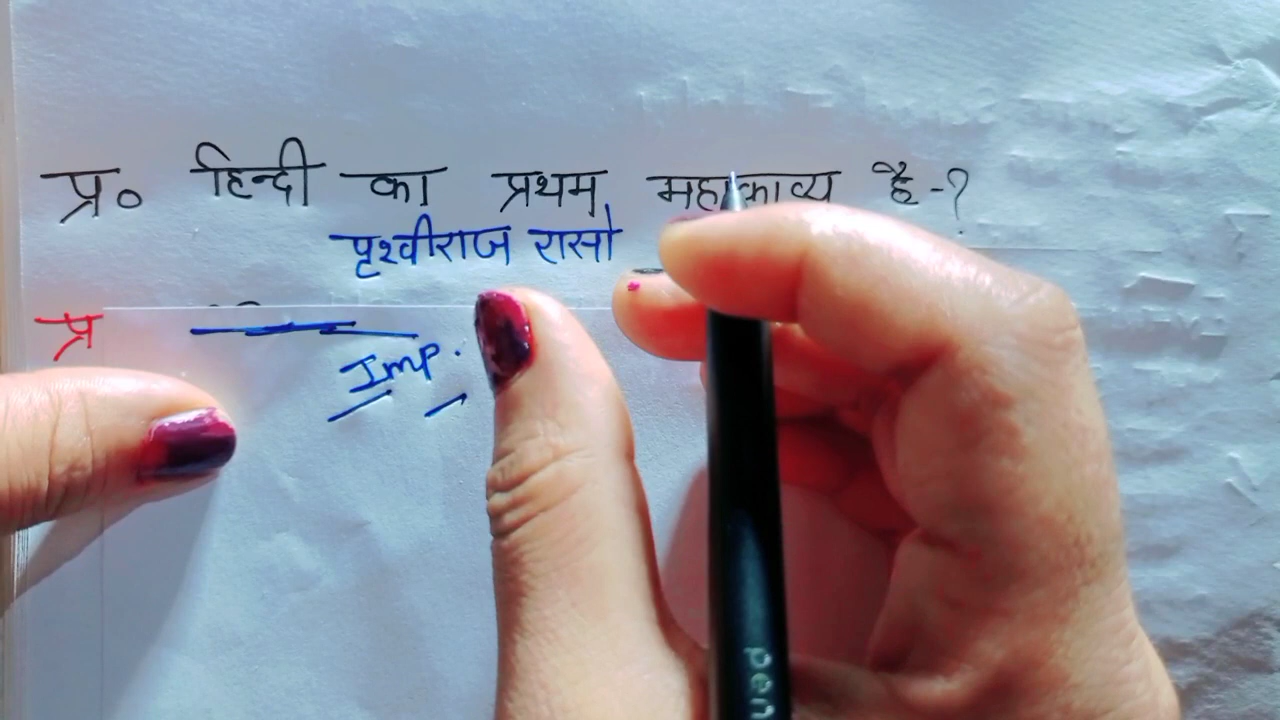 प्र० हिन्दी का प्रथम महाकाव्य है -?
पृथ्वीराज रासो
प्र
Imp.
pen